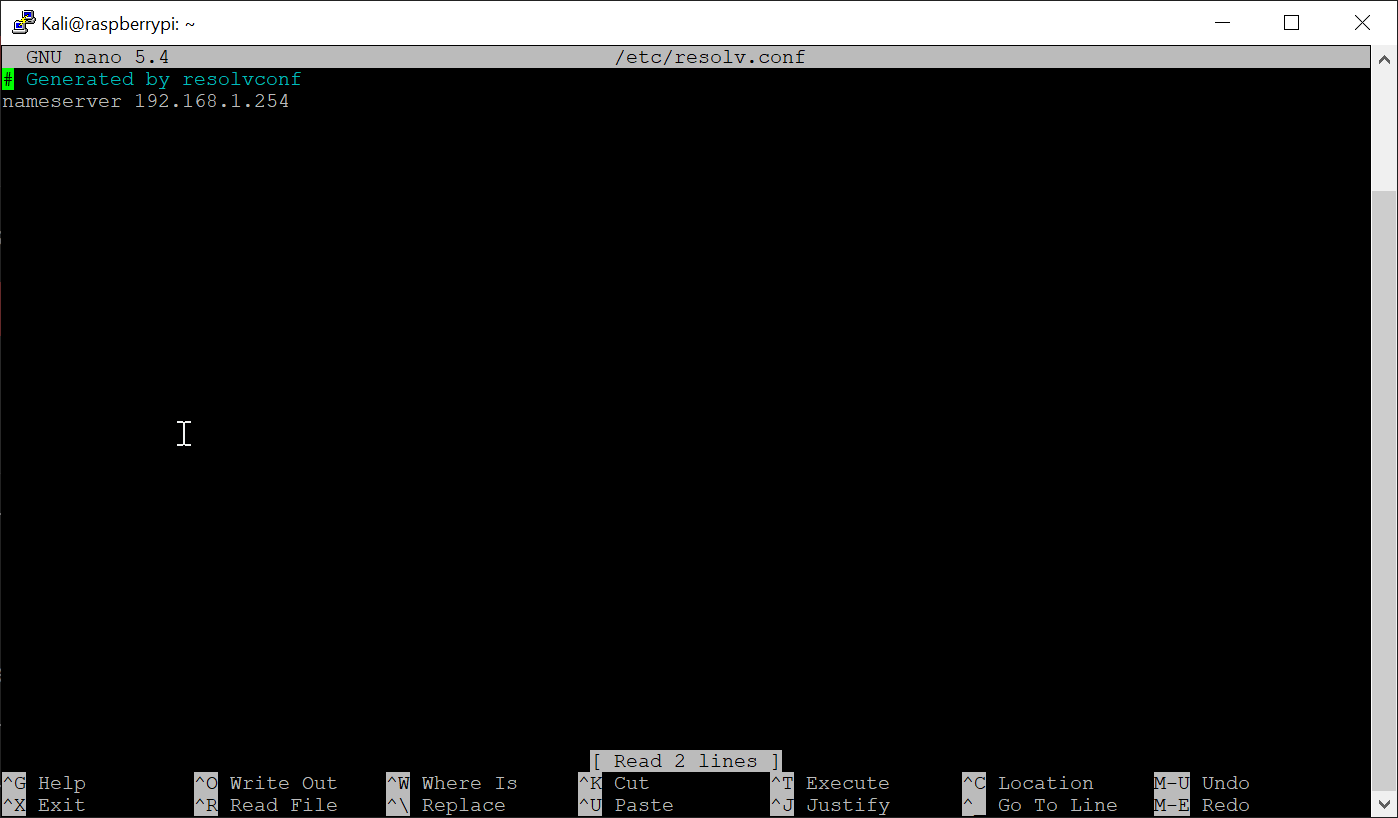 Kali@raspberrypi: ~
GNU nano 5.4 /etc/resolv.conf
# Generated by resolvconf
nameserver 192.168.1.254
[ Read 2 lines ]
^G Help ^O Write Out ^W Where Is ^K Cut ^T Execute ^C Location M-U Undo
^X Exit ^R Read File ^\ Replace ^U Paste ^J Justify ^_ Go To Line M-E Redo